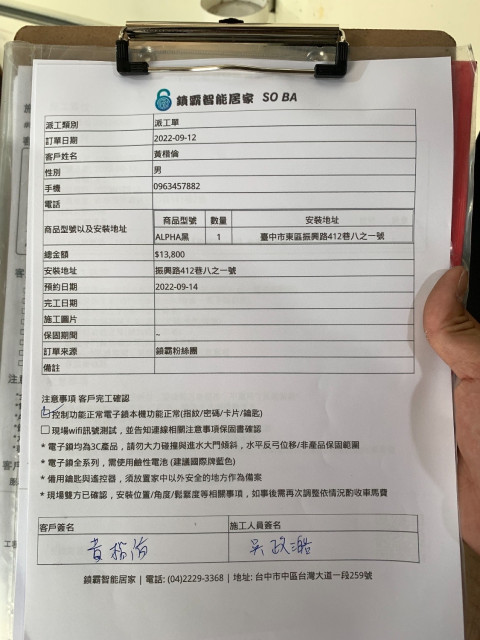 鎖霸智能居家 SO BA
派工類別 派工單
訂單日期 2022-09-12
客戶姓名 黃楷倫
性別 男
手機 0963457882
電話
商品型號以及安裝地址 商品型號 數量 安裝地址
ALPHA黑 1 臺中市東區振興路412巷八之一號
總金額 $13,800
安裝地址 振興路412巷八之一號
預約日期 2022-09-14
完工日期
施工圖片
保固期間 ~
訂單來源 鎖霸粉絲團
備註
注意事項 客戶完工確認
控制功能正常電子鎖本機功能正常(指紋/密碼/卡片/鑰匙)
現場wifi訊號測試，並告知連線相關注意事項保固書確認
* 電子鎖均為3C產品，請勿大力碰撞與進水大門傾斜，水平反弓位移/非產品保固範圍
* 電子鎖全系列，需使用鹼性電池 (建議國際牌藍色)
* 備用鑰匙與遙控器，須放置家中以外安全的地方作為備案
* 現場雙方已確認，安裝位置/角度/鬆緊度等相關事項，如事後需再次調整依情況酌收車馬費
客戶簽名 施工人員簽名
黃楷倫 吳政澔
鎖霸智能居家 | 電話: (04)2229-3368 | 地址: 台中市中區台灣大道一段259號